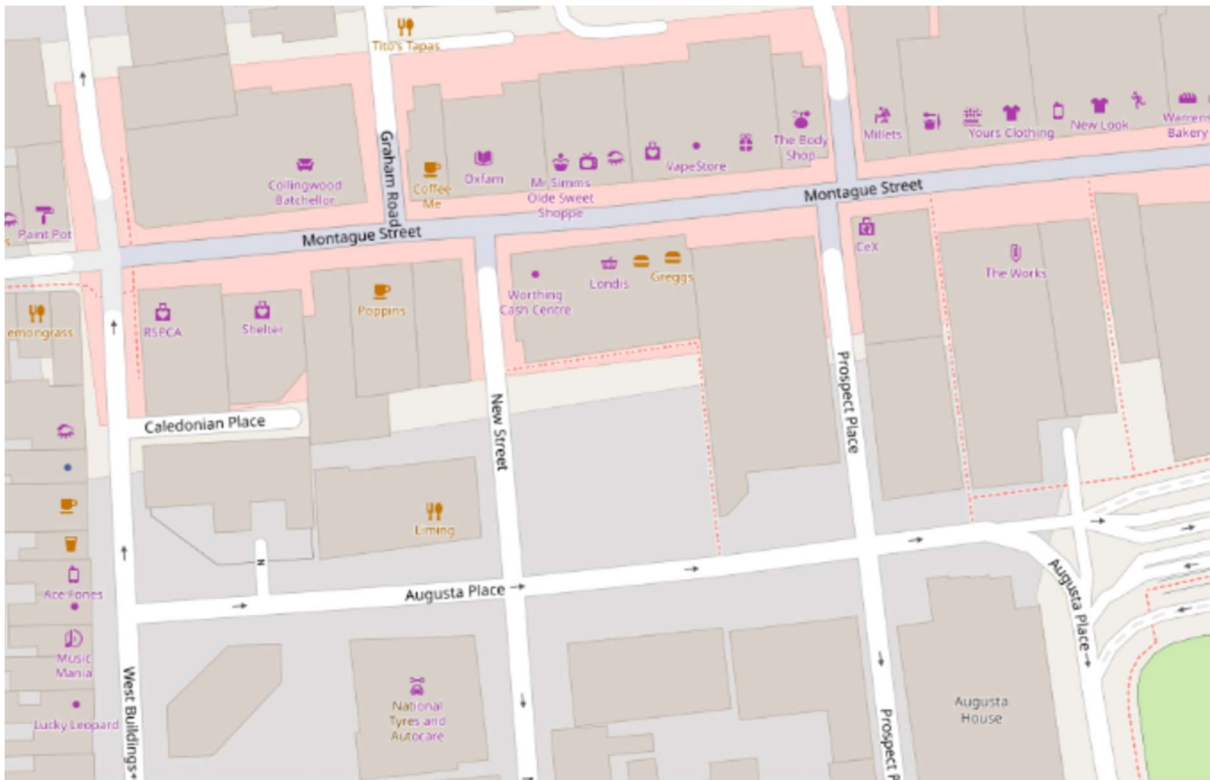 Tito's Tapas
Graham Road
Collingwood
Batchellor
Coffee
Me
Oxfam
Mr Simms
Olde Sweet
Shoppe
VapeStore
The Body
Shop
Millets
Yours Clothing
New Look
Warrens
Bakery
Paint Pot
Montague Street
Montague Street
CeX
The Works
Worthing
Cash Centre
Londis
Greggs
Poppins
RSPCA
Shelter
emongrass
Caledonian Place
New Street
Prospect Place
Liming
N
Augusta Place
Augusta Place
Ace Fones
Music
Mania
Lucky Leopard
West Buildings
National
Tyres and
Autocare
Augusta
House
Prospect P
N